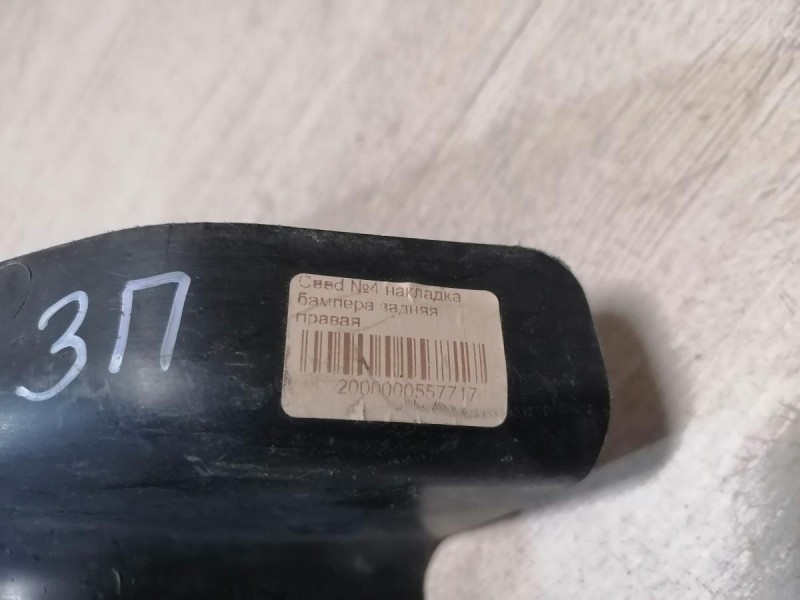 ЗП
Ceed №4 накладка
бампера задняя
правая
2000000557717